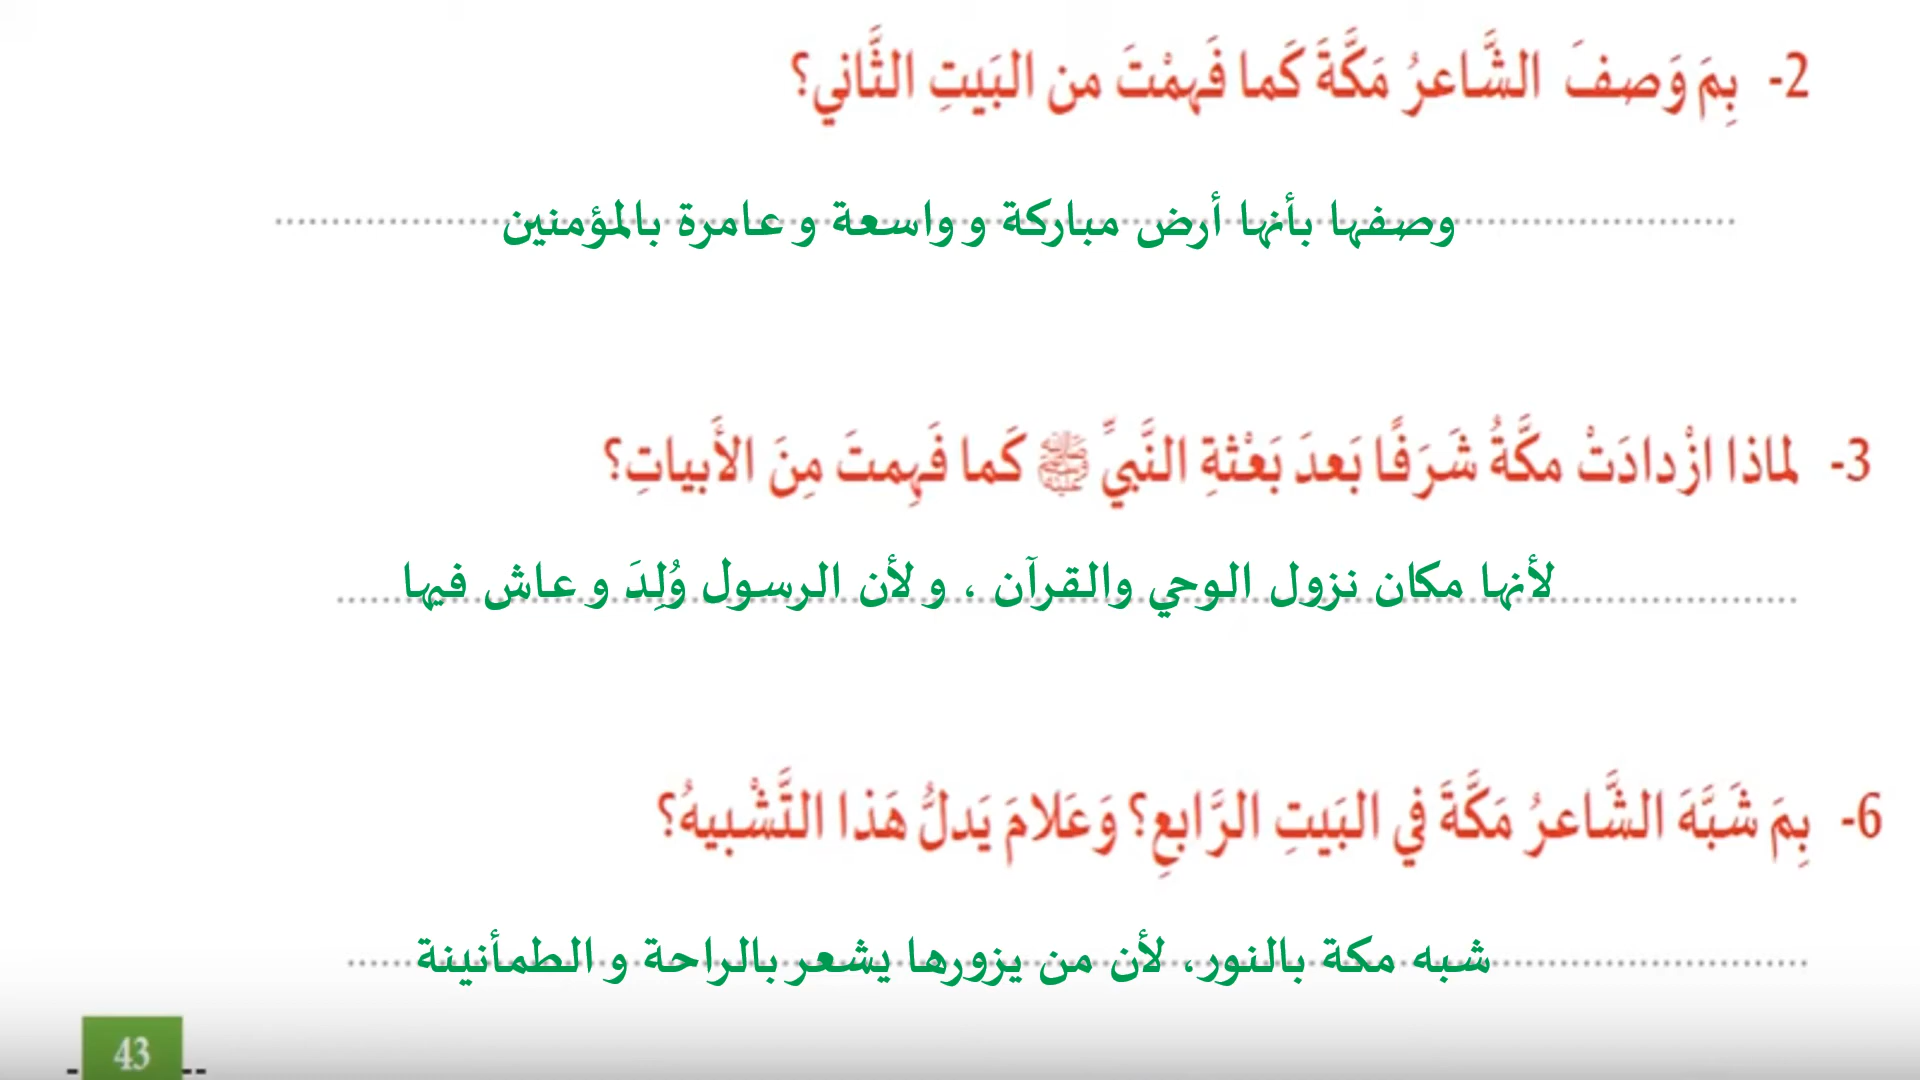 2- بِمَ وَصفَ الشَّاعرُ مَكَّةَ كَما فَهمْتَ من البَيتِ الثَّاني؟
وصفها بأنها أرض مباركة و واسعة و عامرة بالمؤمنين
3- لماذا ازْدادَتْ مكَّةُ شَرَفًا بَعدَ بَعْثةِ النَّبيِّ ﷺ كَما فَهِمتَ مِنَ الأَبياتِ؟
لأنها مكان نزول الوحي والقرآن ، و لأن الرسول وُلِدَ و عاش فيها
6- بِمَ شَبَّهَ الشَّاعرُ مَكَّةَ في البَيتِ الرَّابعِ؟ وَعَلامَ يَدلُّ هَذا التَّشْبيهُ؟
شبه مكة بالنور، لأن من يزورها يشعر بالراحة و الطمأنينة
43